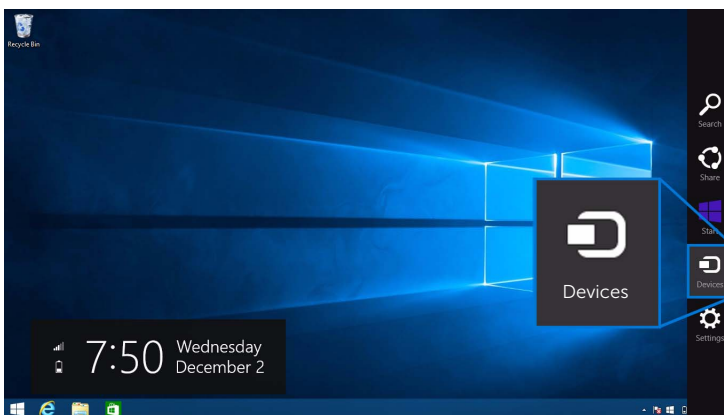 Recycle Bin
Search
Share
Start
Devices
Devices
Settings
7:50
Wednesday
December 2